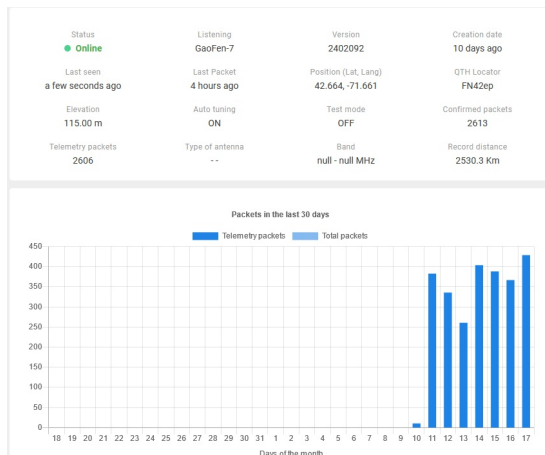 Status Listening Version Creation date
Online GaoFen-7 2402092 10 days ago
Last seen Last Packet Position (Lat, Lang) QTH Locator
a few seconds ago 4 hours ago 42.664, -71.661 FN42ep
Elevation Auto tuning Test mode Confirmed packets
115.00 m ON OFF 2613
Telemetry packets Type of antenna Band Record distance
2606 - - null - null MHz 2530.3 Km
Packets in the last 30 days
Telemetry packets Total packets
450
400
350
300
250
200
150
100
50
0
18 19 20 21 22 23 24 25 26 27 28 29 30 31 1 2 3 4 5 6 7 8 9 10 11 12 13 14 15 16 17
Days of the month